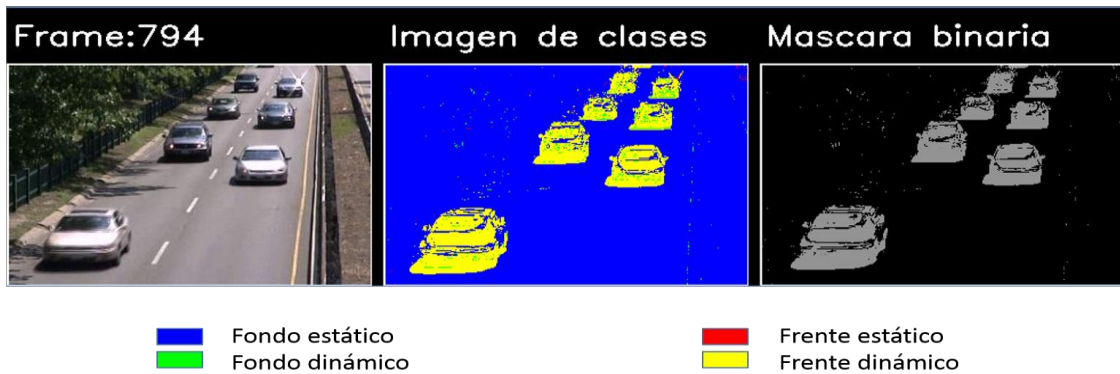 Frame:794
Imagen de clases
Mascara binaria
Fondo estático
Frente estático
Fondo dinámico
Frente dinámico